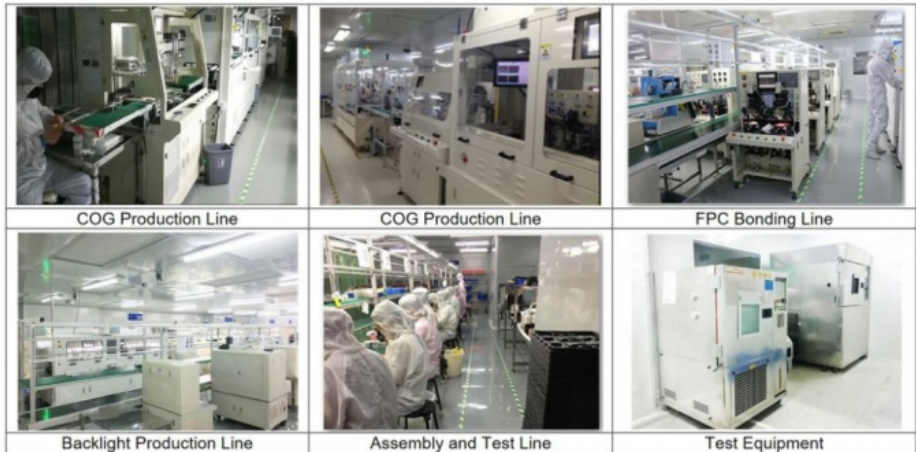 COG Production Line
COG Production Line
FPC Bonding Line
Backlight Production Line
Assembly and Test Line
Test Equipment